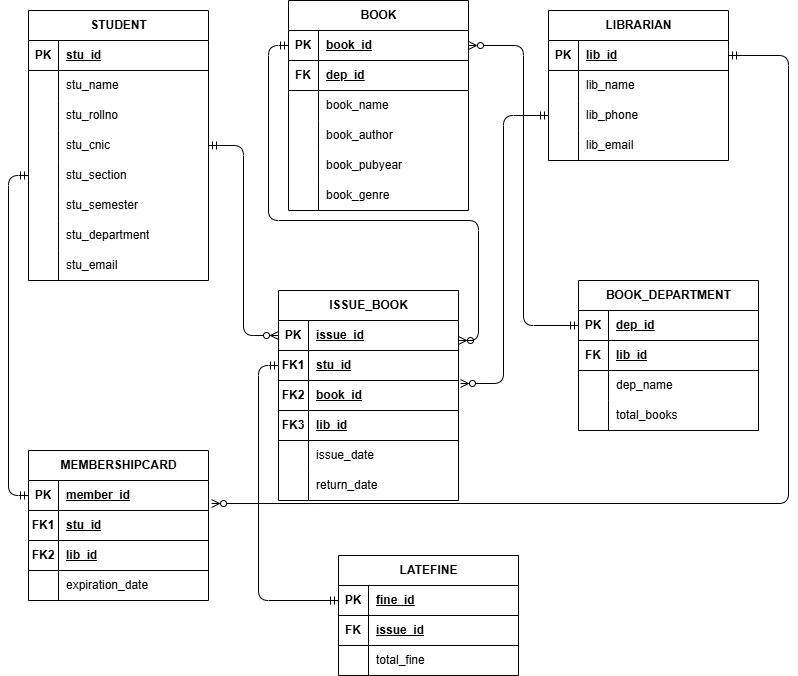 STUDENT
PK stu_id
stu_name
stu_rollno
stu_cnic
stu_section
stu_semester
stu_department
stu_email
BOOK
PK book_id
FK dep_id
book_name
book_author
book_pubyear
book_genre
LIBRARIAN
PK lib_id
lib_name
lib_phone
lib_email
ISSUE_BOOK
PK issue_id
FK1 stu_id
FK2 book_id
FK3 lib_id
issue_date
return_date
BOOK_DEPARTMENT
PK dep_id
FK lib_id
dep_name
total_books
MEMBERSHIPCARD
PK member_id
FK1 stu_id
FK2 lib_id
expiration_date
LATEFINE
PK fine_id
FK issue_id
total_fine